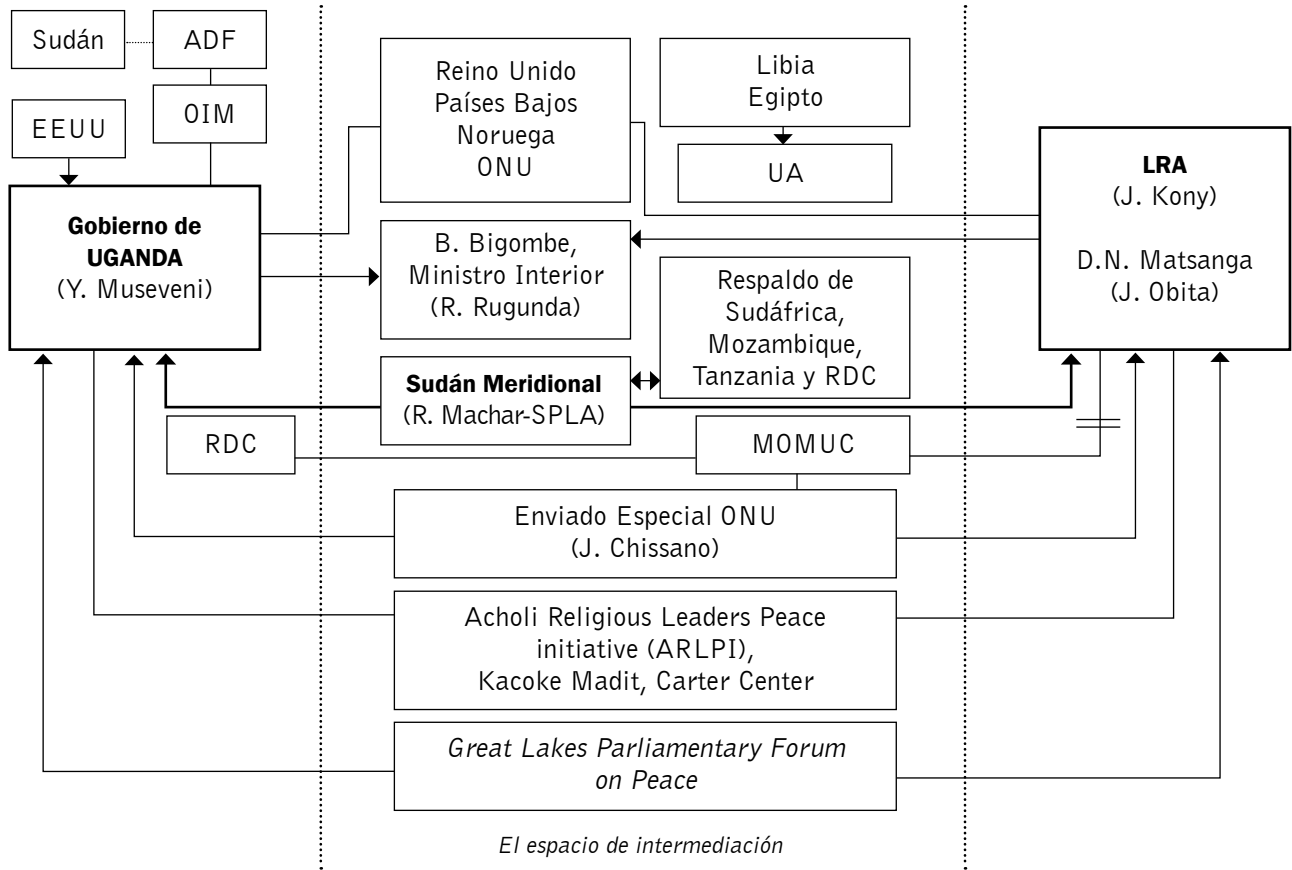 Sudán
ADF
EEUU
OIM
Gobierno de
UGANDA
(Y. Museveni)
Reino Unido
Países Bajos
Noruega
ONU
Libia
Egipto
UA
B. Bigombe,
Ministro Interior
(R. Rugunda)
Respaldo de
Sudáfrica,
Mozambique,
Tanzania y RDC
Sudán Meridional
(R. Machar-SPLA)
LRA
(J. Kony)
D.N. Matsanga
(J. Obita)
RDC
MOMUC
Enviado Especial ONU
(J. Chissano)
Acholi Religious Leaders Peace
initiative (ARLPI),
Kacoke Madit, Carter Center
Great Lakes Parliamentary Forum
on Peace
El espacio de intermediación